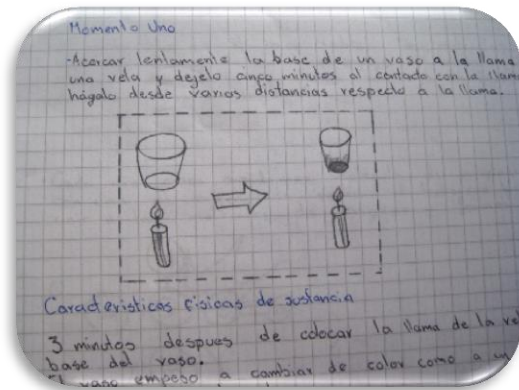 Momento Uno
-Acercar lentamente la base de un vaso a la llama
una vela y dejelo cinco minutos al contacto con la llam
hágalo desde varias distancias respecto a la llama.
Caracteristicas fisicas de sustancia
3 minutos despues de colocar la llama de la ve
base del vaso.
El vaso empeso a cambiar de color como a